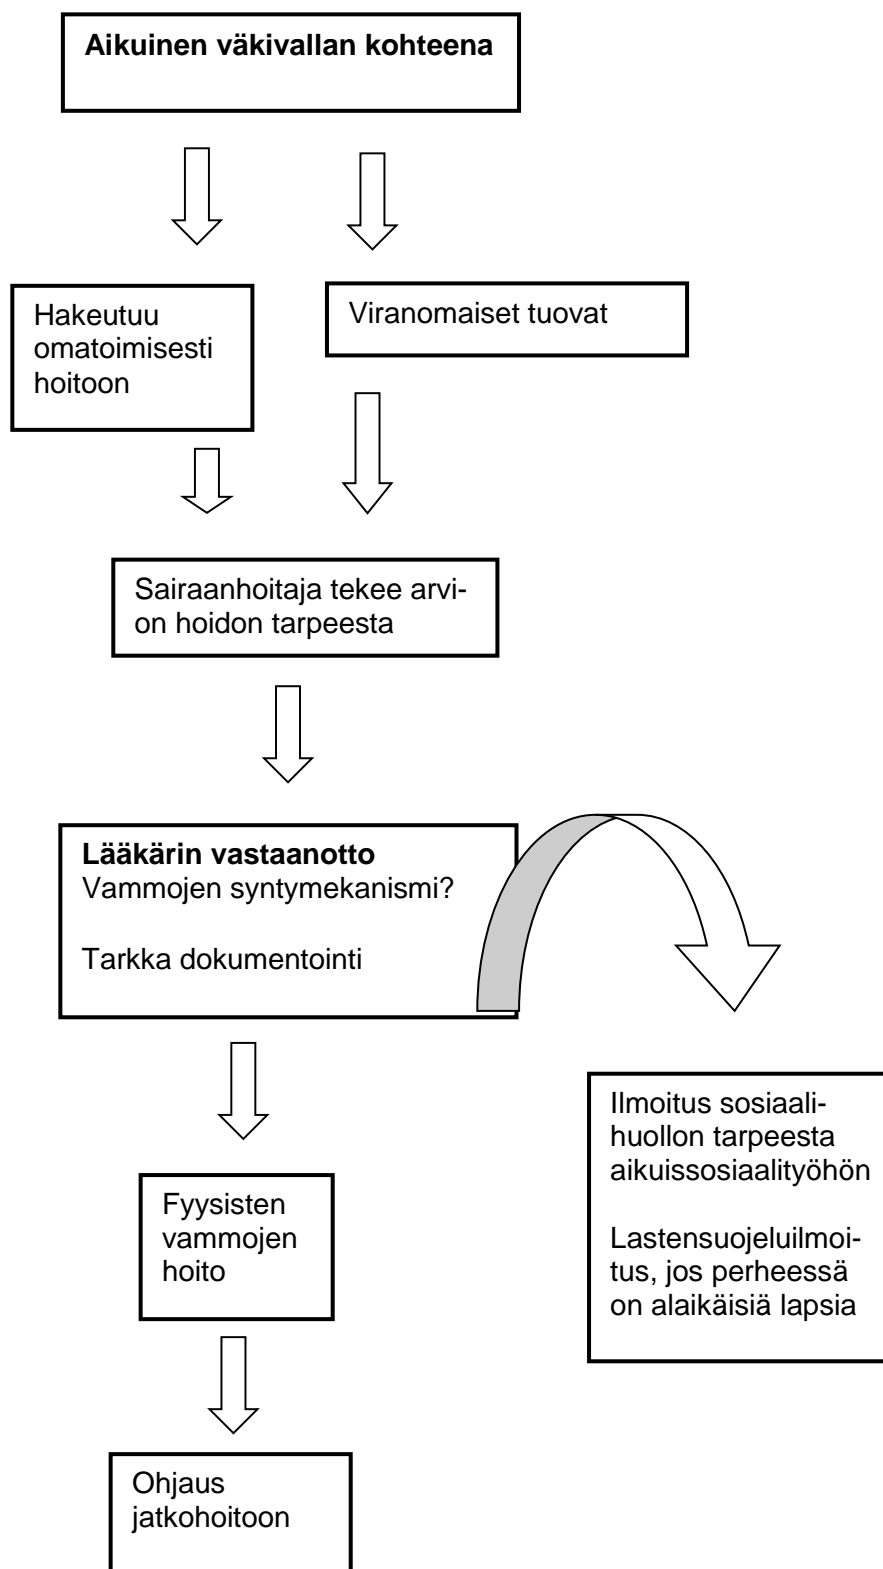 Aikuinen väkivallan kohteena
Hakeutuu
omatoimisesti
hoitoon
Viranomaiset tuovat
Sairaanhoitaja tekee arvi-
on hoidon tarpeesta
Lääkärin vastaanotto
Vammojen syntymekanismi?
Tarkka dokumentointi
Ilmoitus sosiaali-
huollon tarpeesta
aikuissosiaalityöhön
Lastensuojeluilmoi-
tus, jos perheessä
on alaikäisiä lapsia
Fyysisten
vammojen
hoito
Ohjaus
jatkohoitoon